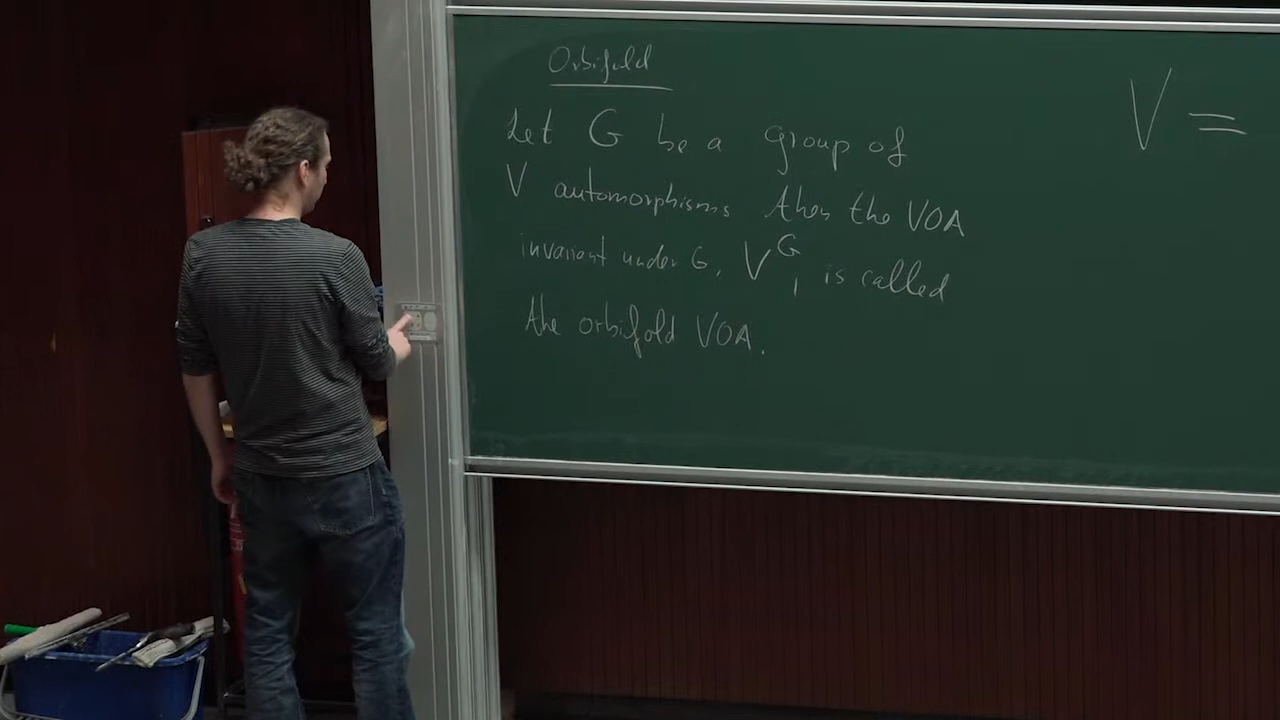 Orbifold
Let G be a group of
V automorphisms then the VOA
invariant under G, V^G, is called
the orbifold VOA.
V =